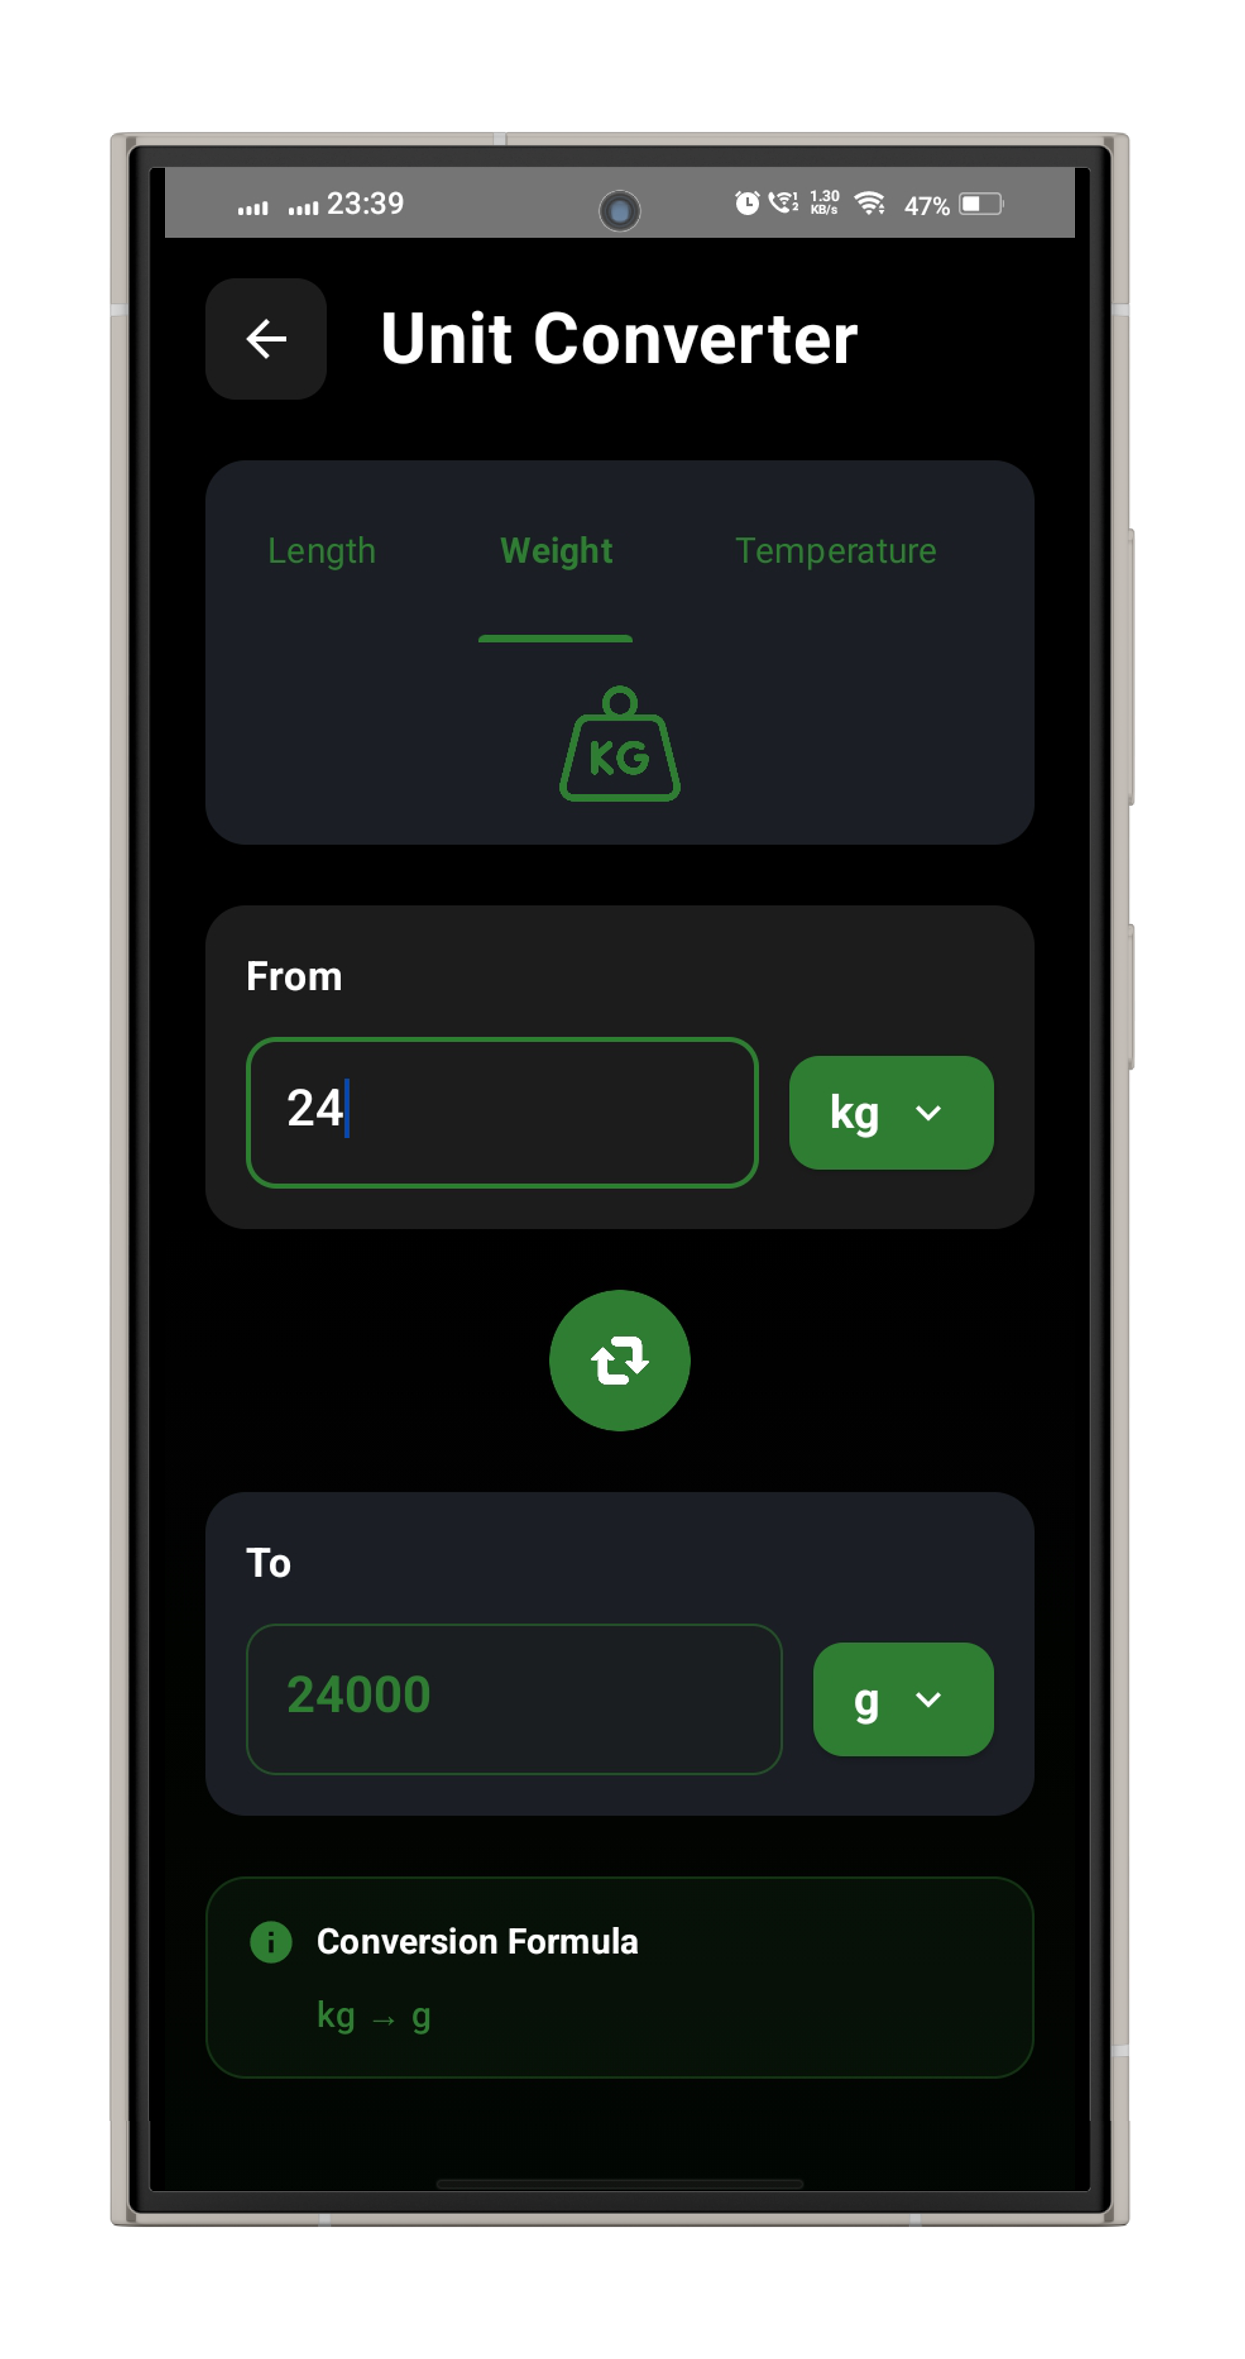 23:39
1.30
KB/s
47%
Unit Converter
Length Weight Temperature
KG
From
24 kg
To
24000 g
Conversion Formula
kg → g